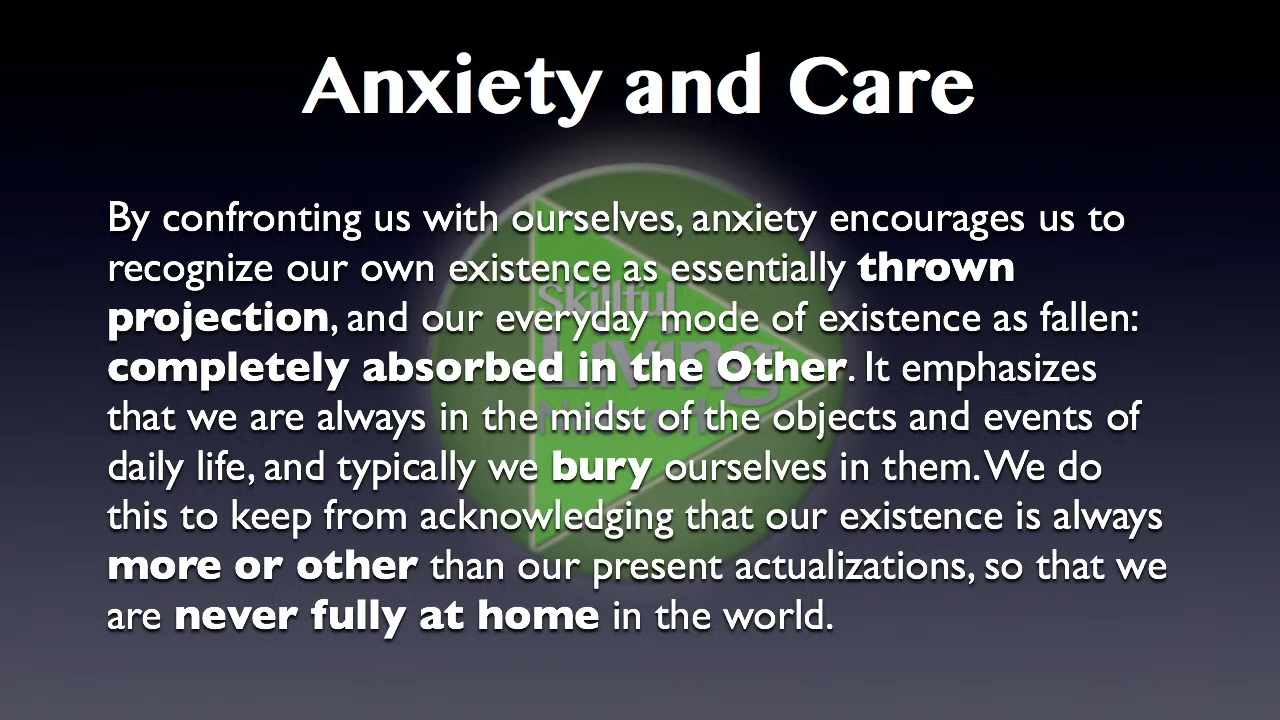 Anxiety and Care
By confronting us with ourselves, anxiety encourages us to
recognize our own existence as essentially thrown
projection, and our everyday mode of existence as fallen:
completely absorbed in the Other. It emphasizes
that we are always in the midst of the objects and events of
daily life, and typically we bury ourselves in them. We do
this to keep from acknowledging that our existence is always
more or other than our present actualizations, so that we
are never fully at home in the world.
Skillful
Living
Network